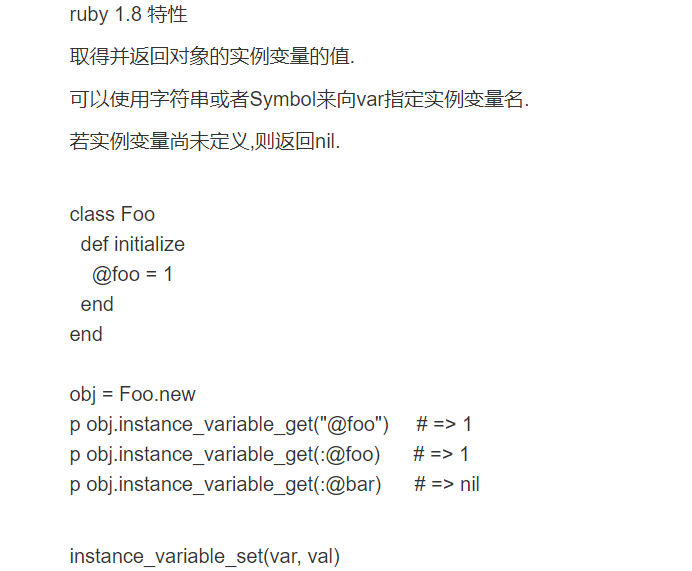 ruby 1.8 特性
取得并返回对象的实例变量的值.
可以使用字符串或者Symbol来向var指定实例变量名.
若实例变量尚未定义,则返回nil.
class Foo
  def initialize
    @foo = 1
  end
end
obj = Foo.new
p obj.instance_variable_get("@foo")     # => 1
p obj.instance_variable_get(:@foo)      # => 1
p obj.instance_variable_get(:@bar)      # => nil
instance_variable_set(var, val)